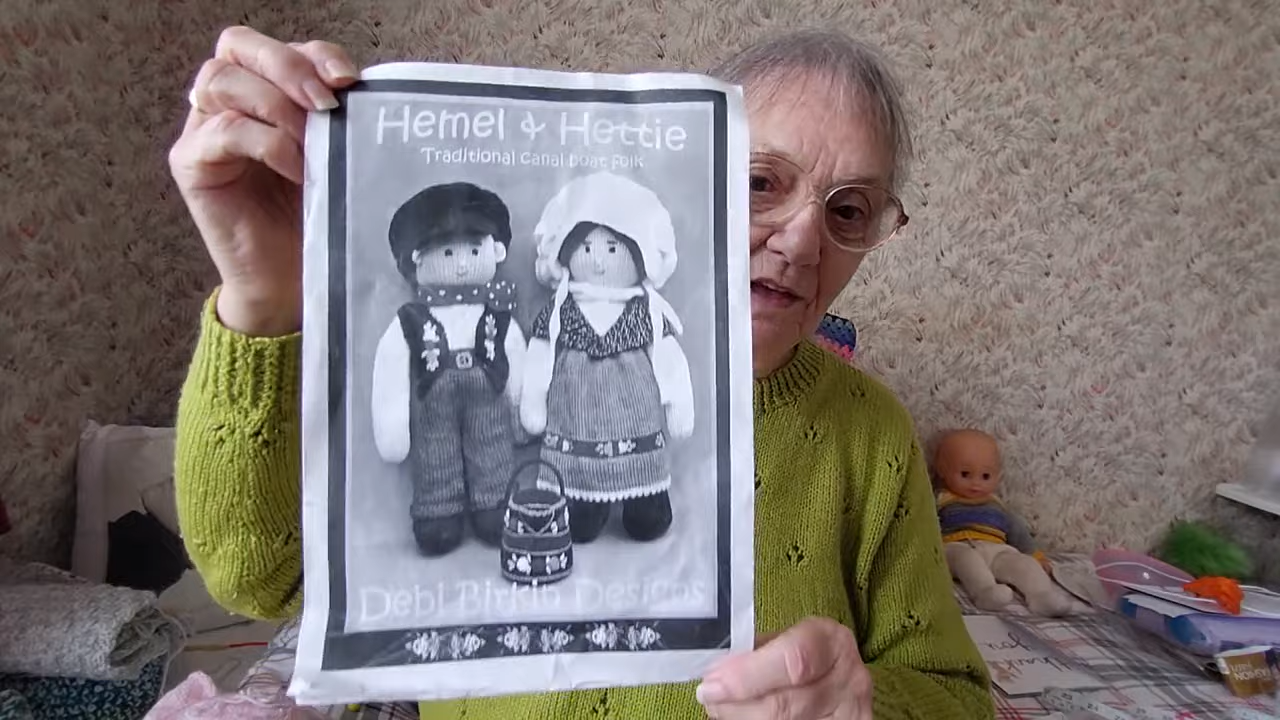 Hemel & Hettie
Traditional canal boat folk
Debi Birkin Designs